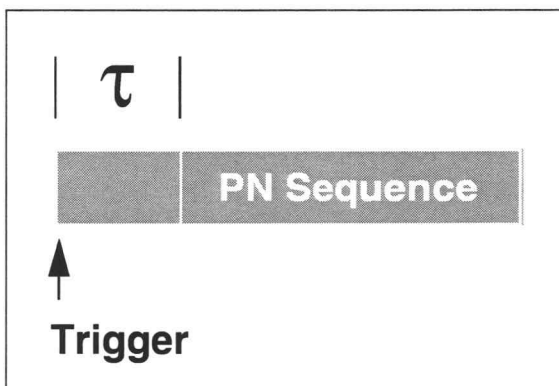 τ
PN Sequence
Trigger